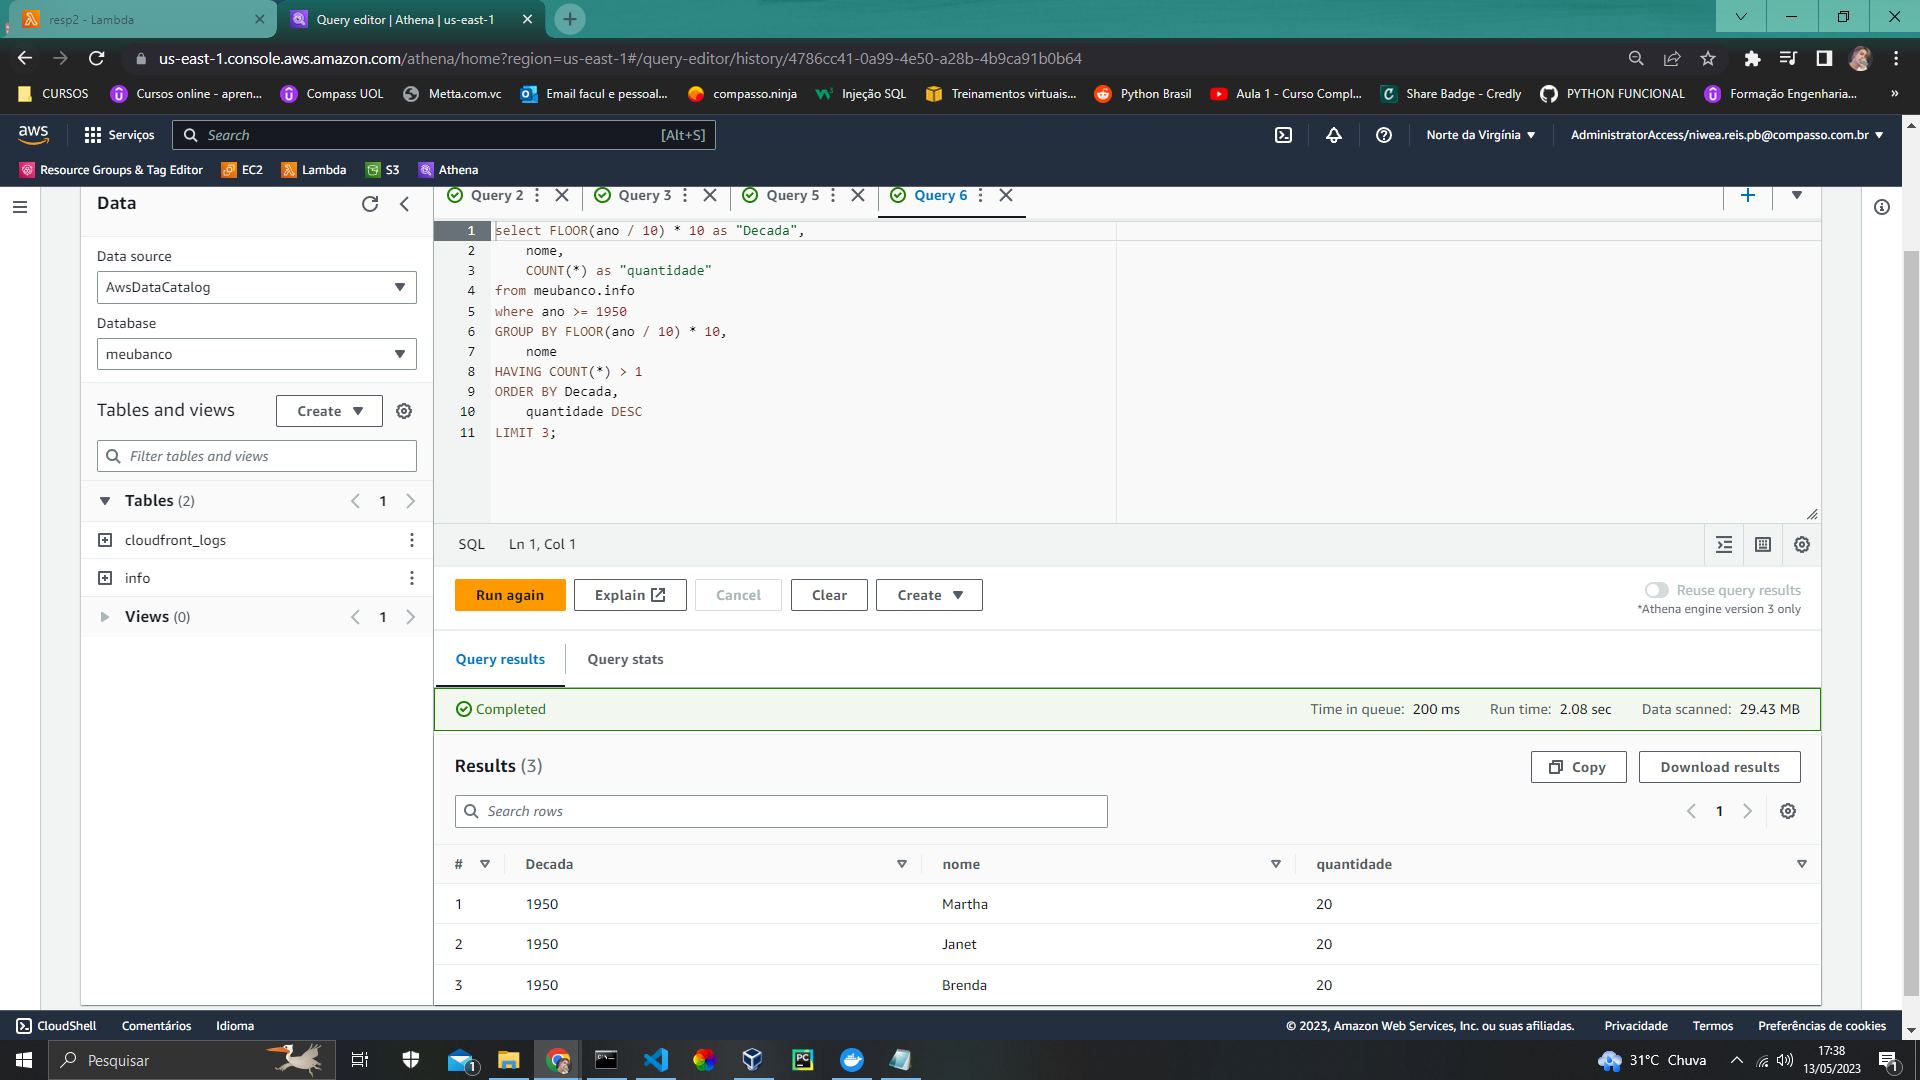 resp2 - Lambda
Query editor | Athena | us-east-1
us-east-1.console.aws.amazon.com/athena/home?region=us-east-1#/query-editor/history/4786cc41-0a99-4e50-a28b-4b9ca91b0b64
CURSOS
Cursos online - apren...
Compass UOL
Metta.com.vc
Email facul e pessoal...
compasso.ninja
Injeção SQL
Treinamentos virtuais...
Python Brasil
Aula 1 - Curso Compl...
Share Badge - Credly
PYTHON FUNCIONAL
Formação Engenharia...
»
aws
Serviços
Search
[Alt+S]
Norte da Virgínia
AdministratorAccess/niwea.reis.pb@compasso.com.br
Resource Groups & Tag Editor
EC2
Lambda
S3
Athena
Data
Data source
AwsDataCatalog
Database
meubanco
Tables and views
Create
Filter tables and views
Tables (2)
1
cloudfront_logs
info
Views (0)
1
Query 2
Query 3
Query 5
Query 6
1 select FLOOR(ano / 10) * 10 as "Decada",
2 nome,
3 COUNT(*) as "quantidade"
4 from meubanco.info
5 where ano >= 1950
6 GROUP BY FLOOR(ano / 10) * 10,
7 nome
8 HAVING COUNT(*) > 1
9 ORDER BY Decada,
10 quantidade DESC
11 LIMIT 3;
SQL Ln 1, Col 1
Run again
Explain
Cancel
Clear
Create
Reuse query results
*Athena engine version 3 only
Query results
Query stats
Completed
Time in queue: 200 ms Run time: 2.08 sec Data scanned: 29.43 MB
Results (3)
Copy
Download results
Search rows
1
# Decada nome quantidade
1 1950 Martha 20
2 1950 Janet 20
3 1950 Brenda 20
CloudShell
Comentários
Idioma
© 2023, Amazon Web Services, Inc. ou suas afiliadas.
Privacidade
Termos
Preferências de cookies
Pesquisar
1
PC
31°C Chuva
17:38
13/05/2023
1